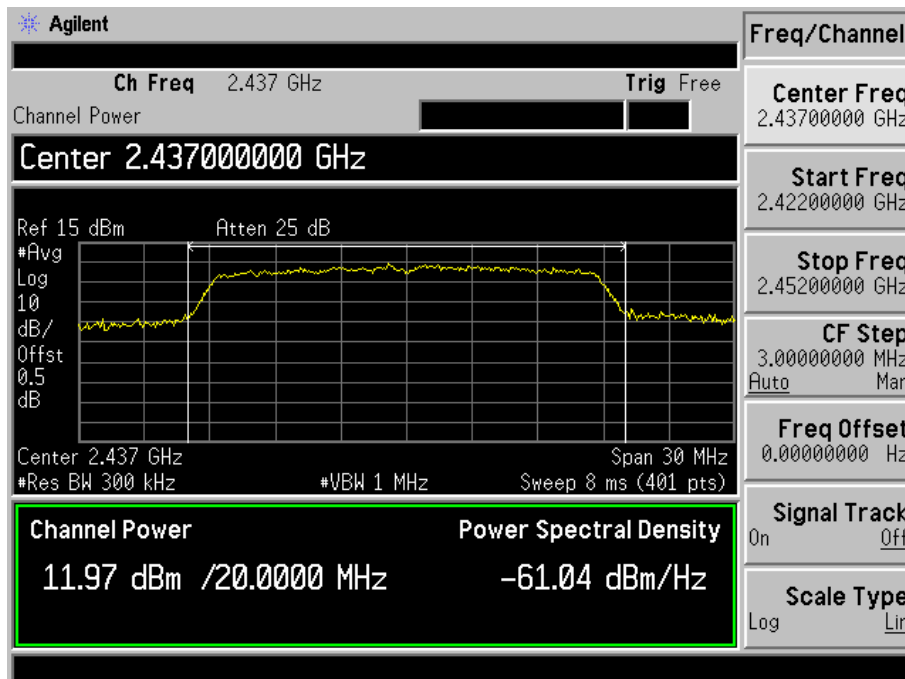 Agilent
Freq/Channel
Ch Freq 2.437 GHz Trig Free
Channel Power
Center 2.437000000 GHz
Ref 15 dBm Atten 25 dB
#Avg
Log
10
dB/
Offst
0.5
dB
Center 2.437 GHz Span 30 MHz
#Res BW 300 kHz #VBW 1 MHz Sweep 8 ms (401 pts)
Channel Power Power Spectral Density
11.97 dBm /20.0000 MHz -61.04 dBm/Hz
Center Freq
2.43700000 GHz
Start Freq
2.42200000 GHz
Stop Freq
2.45200000 GHz
CF Step
3.00000000 MHz
Auto Man
Freq Offset
0.00000000 Hz
Signal Track
On Off
Scale Type
Log Lin